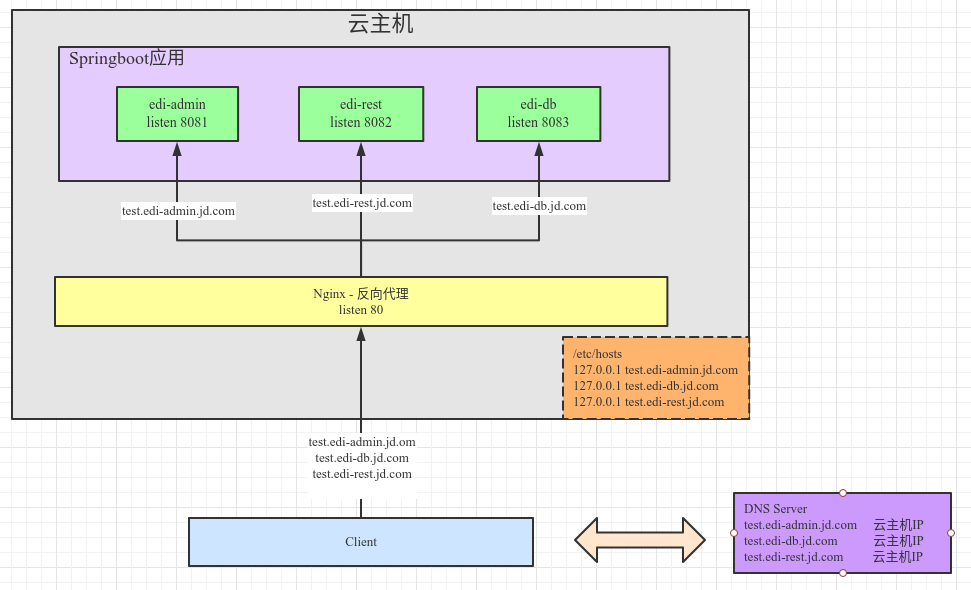 云主机
Springboot应用
edi-admin
listen 8081
edi-rest
listen 8082
edi-db
listen 8083
test.edi-admin.jd.com
test.edi-rest.jd.com
test.edi-db.jd.com
Nginx - 反向代理
listen 80
/etc/hosts
127.0.0.1 test.edi-admin.jd.com
127.0.0.1 test.edi-db.jd.com
127.0.0.1 test.edi-rest.jd.com
test.edi-admin.jd.om
test.edi-db.jd.com
test.edi-rest.jd.com
Client
DNS Server
test.edi-admin.jd.com 云主机IP
test.edi-db.jd.com 云主机IP
test.edi-rest.jd.com 云主机IP